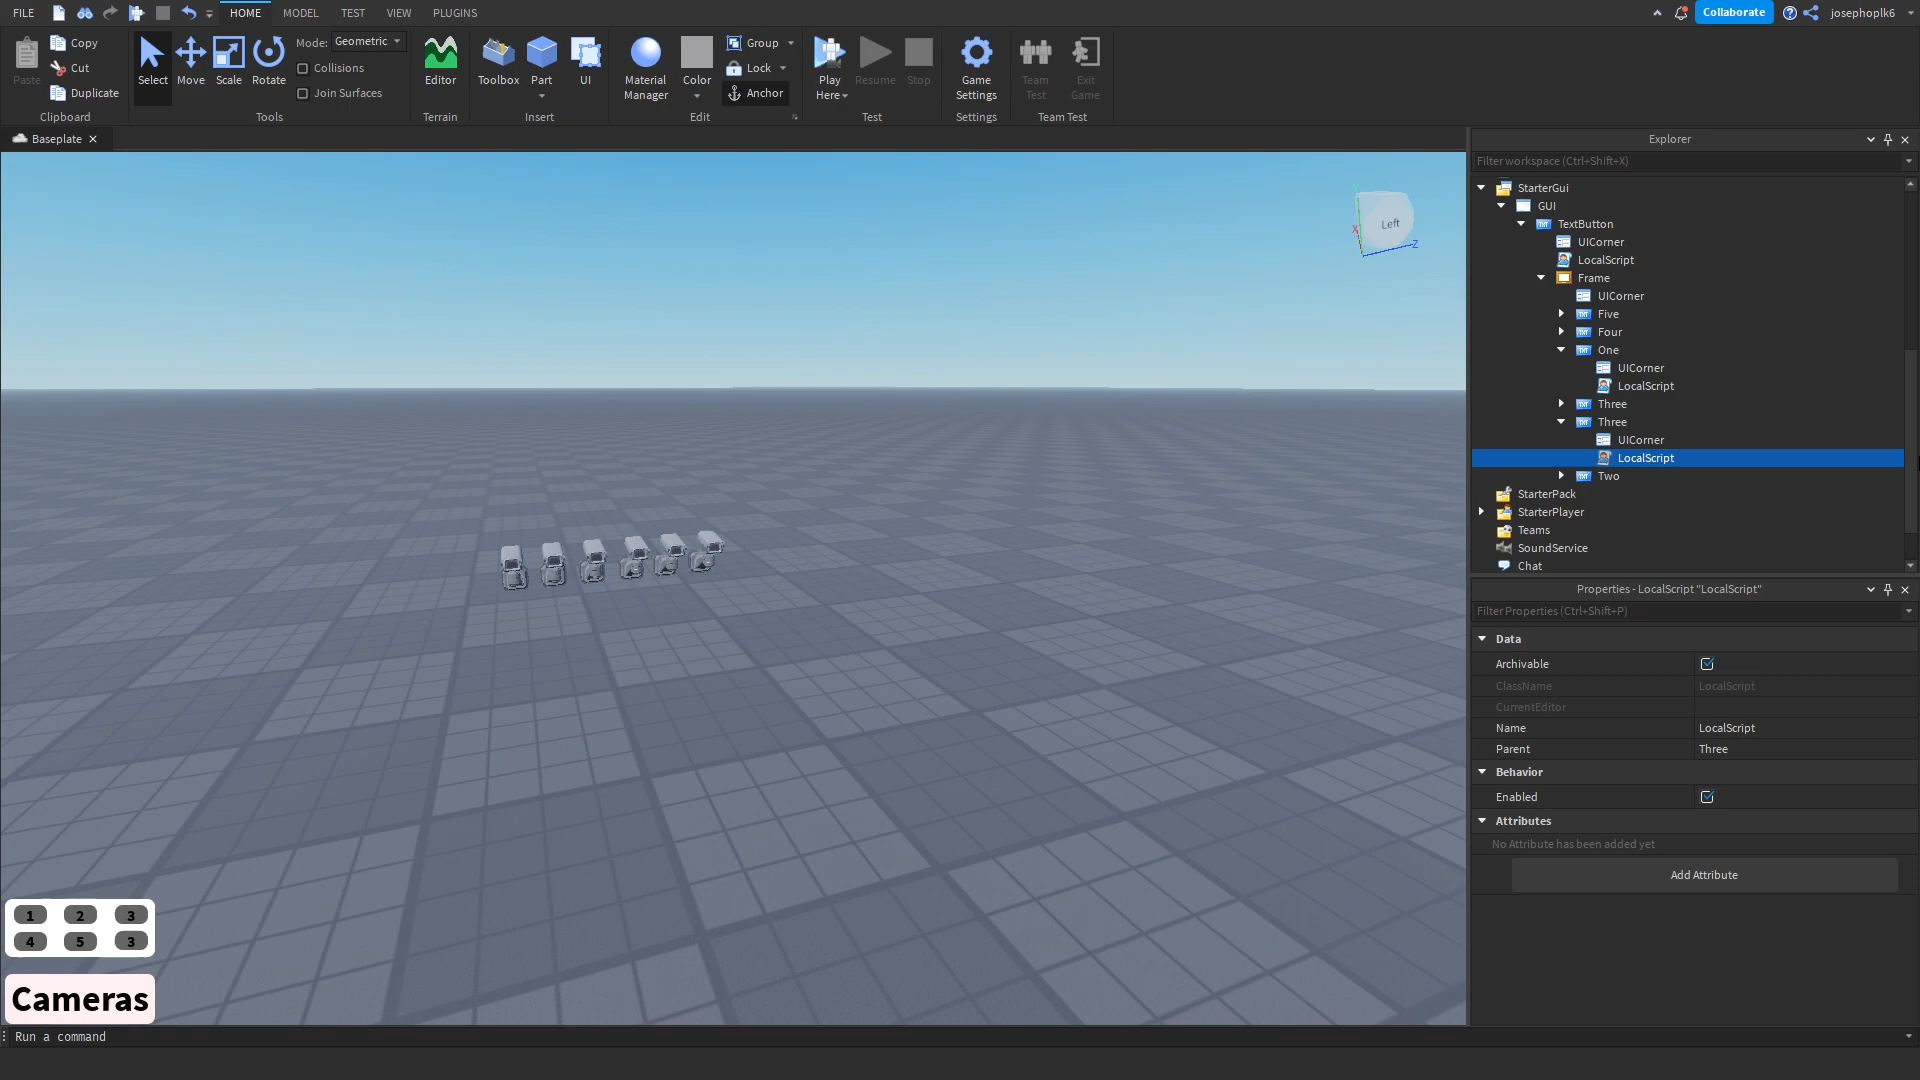 FILE HOME MODEL TEST VIEW PLUGINS Collaborate josephoplk6
Paste Copy Cut Duplicate Clipboard
Select Move Scale Rotate Mode: Geometric Collisions Join Surfaces Tools
Editor Terrain
Toolbox Part UI Insert
Material Manager Color Group Lock Anchor Edit
Play Here Resume Stop Test
Game Settings Settings
Team Test Exit Game Team Test
Baseplate
Left
X
Y
Z
1 2 3
4 5 3
Cameras
Run a command
Explorer
Filter workspace (Ctrl+Shift+X)
StarterGui
GUI
TextButton
UICorner
LocalScript
Frame
UICorner
Five
Four
One
UICorner
LocalScript
Three
Three
UICorner
LocalScript
Two
StarterPack
StarterPlayer
Teams
SoundService
Chat
Properties - LocalScript "LocalScript"
Filter Properties (Ctrl+Shift+P)
Data
Archivable
ClassName LocalScript
CurrentEditor
Name LocalScript
Parent Three
Behavior
Enabled
Attributes
No Attribute has been added yet
Add Attribute